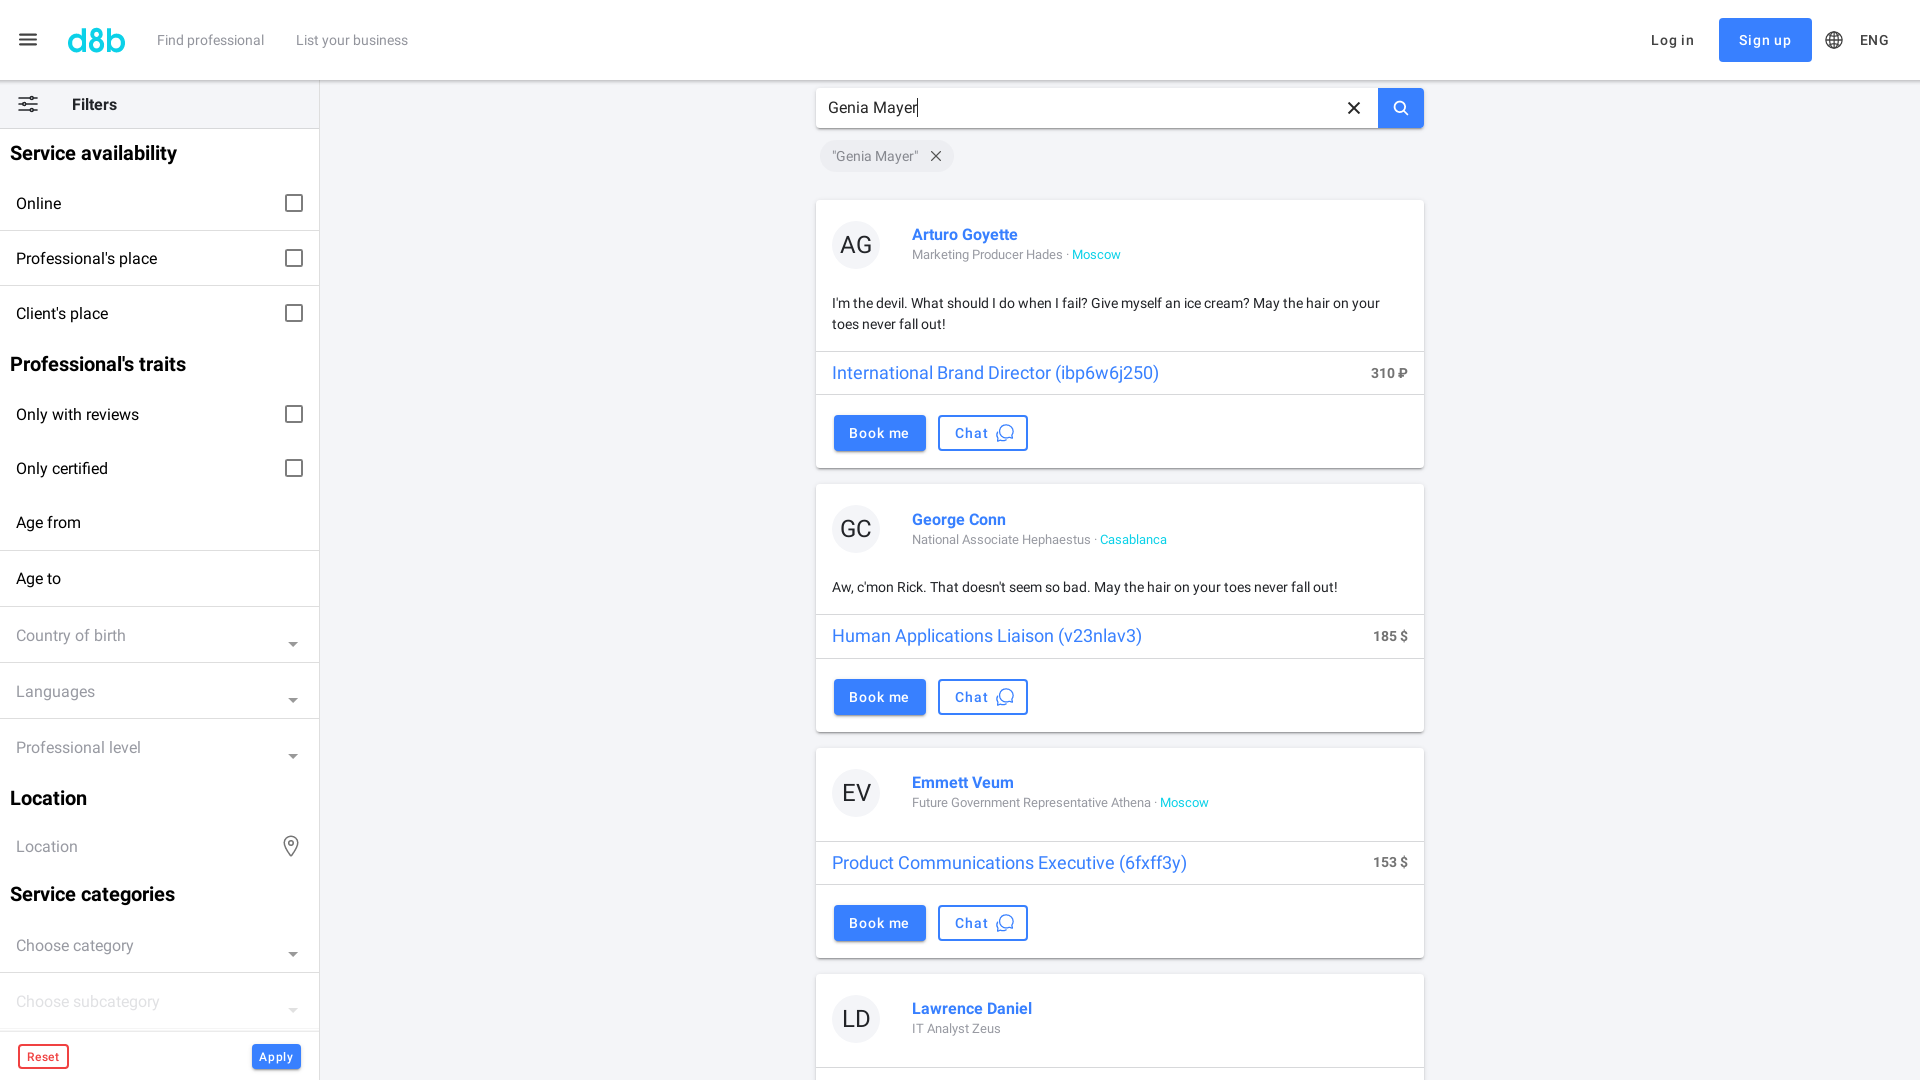 d8b
Find professional
List your business
Log in
Sign up
ENG
Filters
Service availability
Online
Professional's place
Client's place
Professional's traits
Only with reviews
Only certified
Age from
Age to
Country of birth
Languages
Professional level
Location
Location
Service categories
Choose category
Choose subcategory
Reset
Apply
Genia Mayer
"Genia Mayer"
AG
Arturo Goyette
Marketing Producer Hades · Moscow
I'm the devil. What should I do when I fail? Give myself an ice cream? May the hair on your
toes never fall out!
International Brand Director (ibp6w6j250)
310 ₽
Book me
Chat
GC
George Conn
National Associate Hephaestus · Casablanca
Aw, c'mon Rick. That doesn't seem so bad. May the hair on your toes never fall out!
Human Applications Liaison (v23nlav3)
185 $
Book me
Chat
EV
Emmett Veum
Future Government Representative Athena · Moscow
Product Communications Executive (6fxff3y)
153 $
Book me
Chat
LD
Lawrence Daniel
IT Analyst Zeus